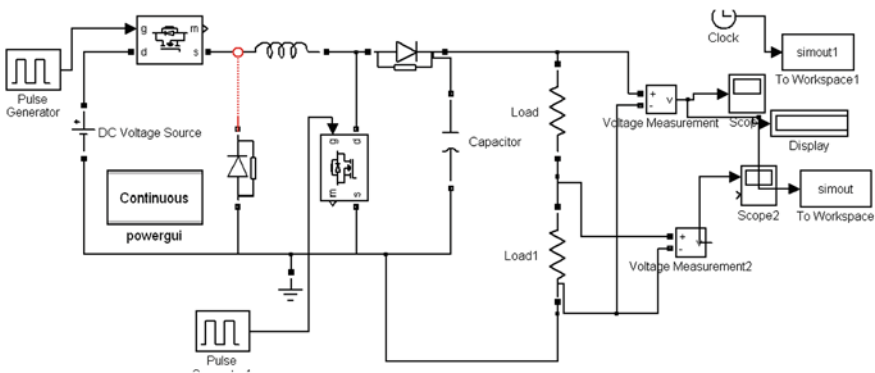 g
m
d
s
Pulse
Generator
DC Voltage Source
Continuous
powergui
g
d
m
s
Capacitor
Load
Load1
+
-
v
Voltage Measurement
Scope
Display
Clock
simout1
To Workspace1
simout
To Workspace
Scope2
+
-
v
Voltage Measurement2
Pulse